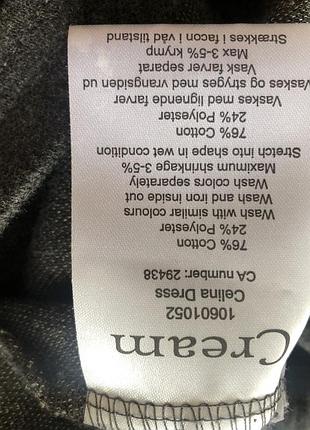 Cream
10601052
Celina Dress
CA number: 29438
76% Cotton
24% Polyester
Wash with similar colours
Wash and iron inside out
Wash colors separately
Maximum shrinkage 3-5%
Stretch into shape in wet condition
76% Cotton
24% Polyester
Vaskes med lignende farver
Vaskes og stryges med vrangsiden ud
Vask farver separat
Max 3-5% krymp
Strækkes i facon i våd tilstand